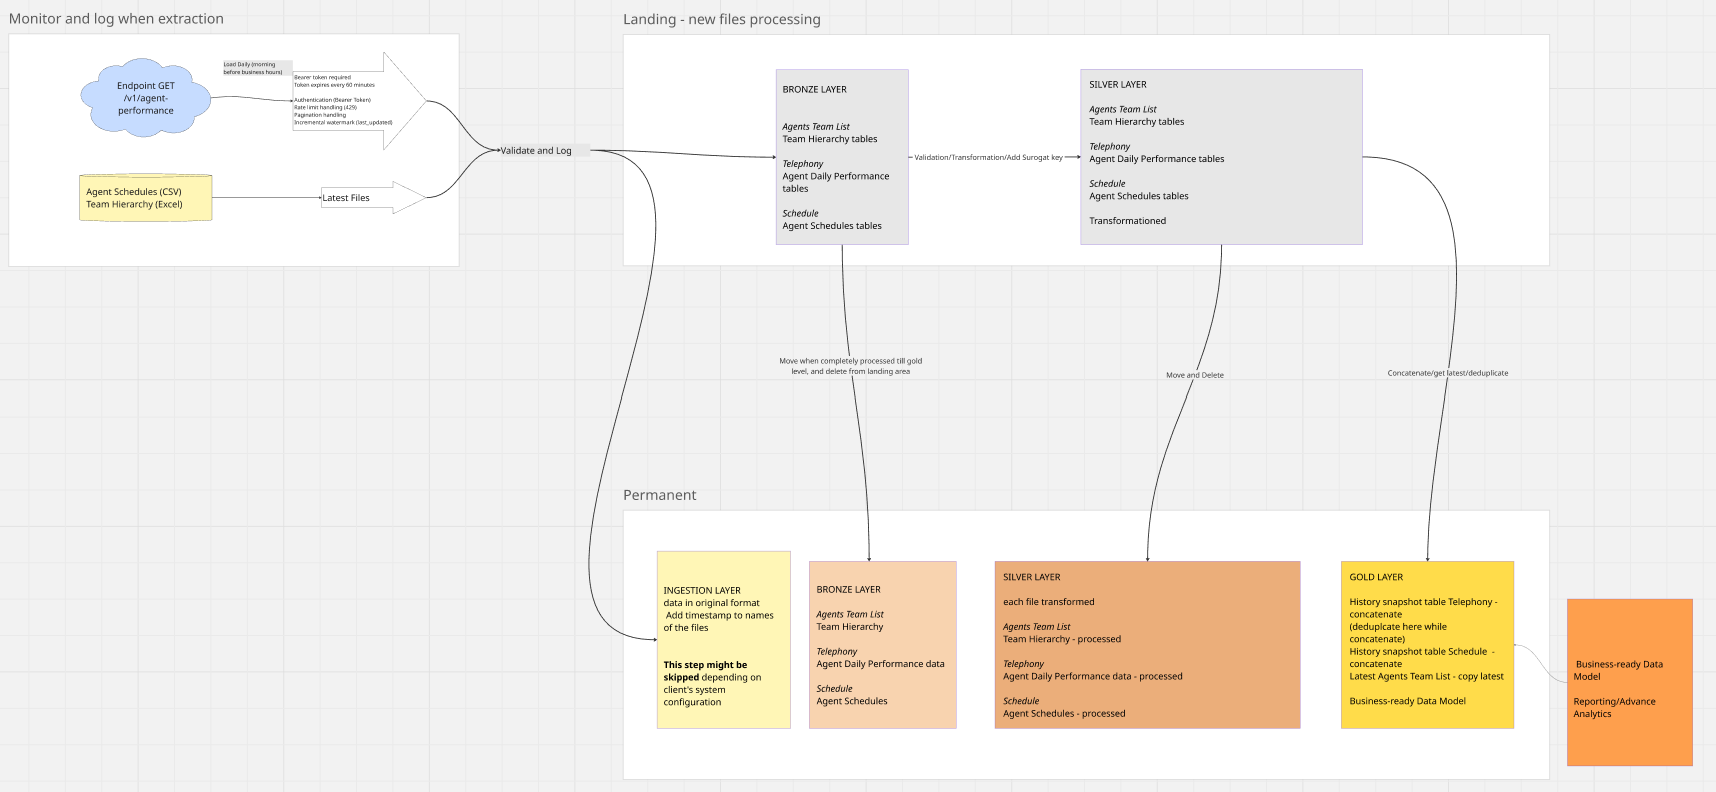 Monitor and log when extraction
Endpoint GET
/v1/agent-
performance
Load Daily (morning
before business hours)
Bearer token required
Token expires every 60 minutes
Authentication (Bearer Token)
Rate limit handling (429)
Pagination handling
Incremental watermark (last_updated)
Agent Schedules (CSV)
Team Hierarchy (Excel)
Latest Files
Validate and Log
Landing - new files processing
BRONZE LAYER
Agents Team List
Team Hierarchy tables
Telephony
Agent Daily Performance
tables
Schedule
Agent Schedules tables
Validation/Transformation/Add Surogat key
SILVER LAYER
Agents Team List
Team Hierarchy tables
Telephony
Agent Daily Performance tables
Schedule
Agent Schedules tables
Transformationed
Move when completely processed till gold
level, and delete from landing area
Move and Delete
Concatenate/get latest/deduplicate
Permanent
INGESTION LAYER
data in original format
Add timestamp to names
of the files
This step might be
skipped depending on
client's system
configuration
BRONZE LAYER
Agents Team List
Team Hierarchy
Telephony
Agent Daily Performance data
Schedule
Agent Schedules
SILVER LAYER
each file transformed
Agents Team List
Team Hierarchy - processed
Telephony
Agent Daily Performance data - processed
Schedule
Agent Schedules - processed
GOLD LAYER
History snapshot table Telephony -
concatenate
(deduplcate here while
concatenate)
History snapshot table Schedule -
concatenate
Latest Agents Team List - copy latest
Business-ready Data Model
Business-ready Data
Model
Reporting/Advance
Analytics